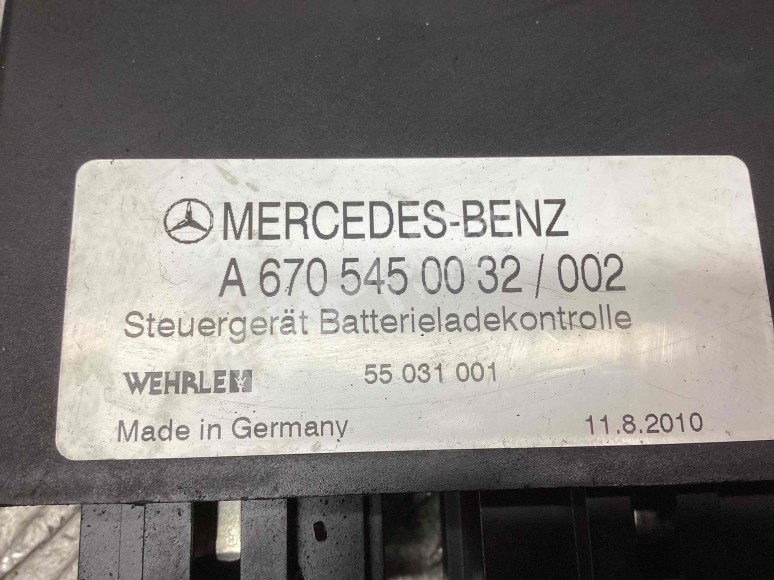 MERCEDES-BENZ
A 670 545 00 32 / 002
Steuergerät Batterieladekontrolle
WEHRLE 55 031 001
Made in Germany 11.8.2010